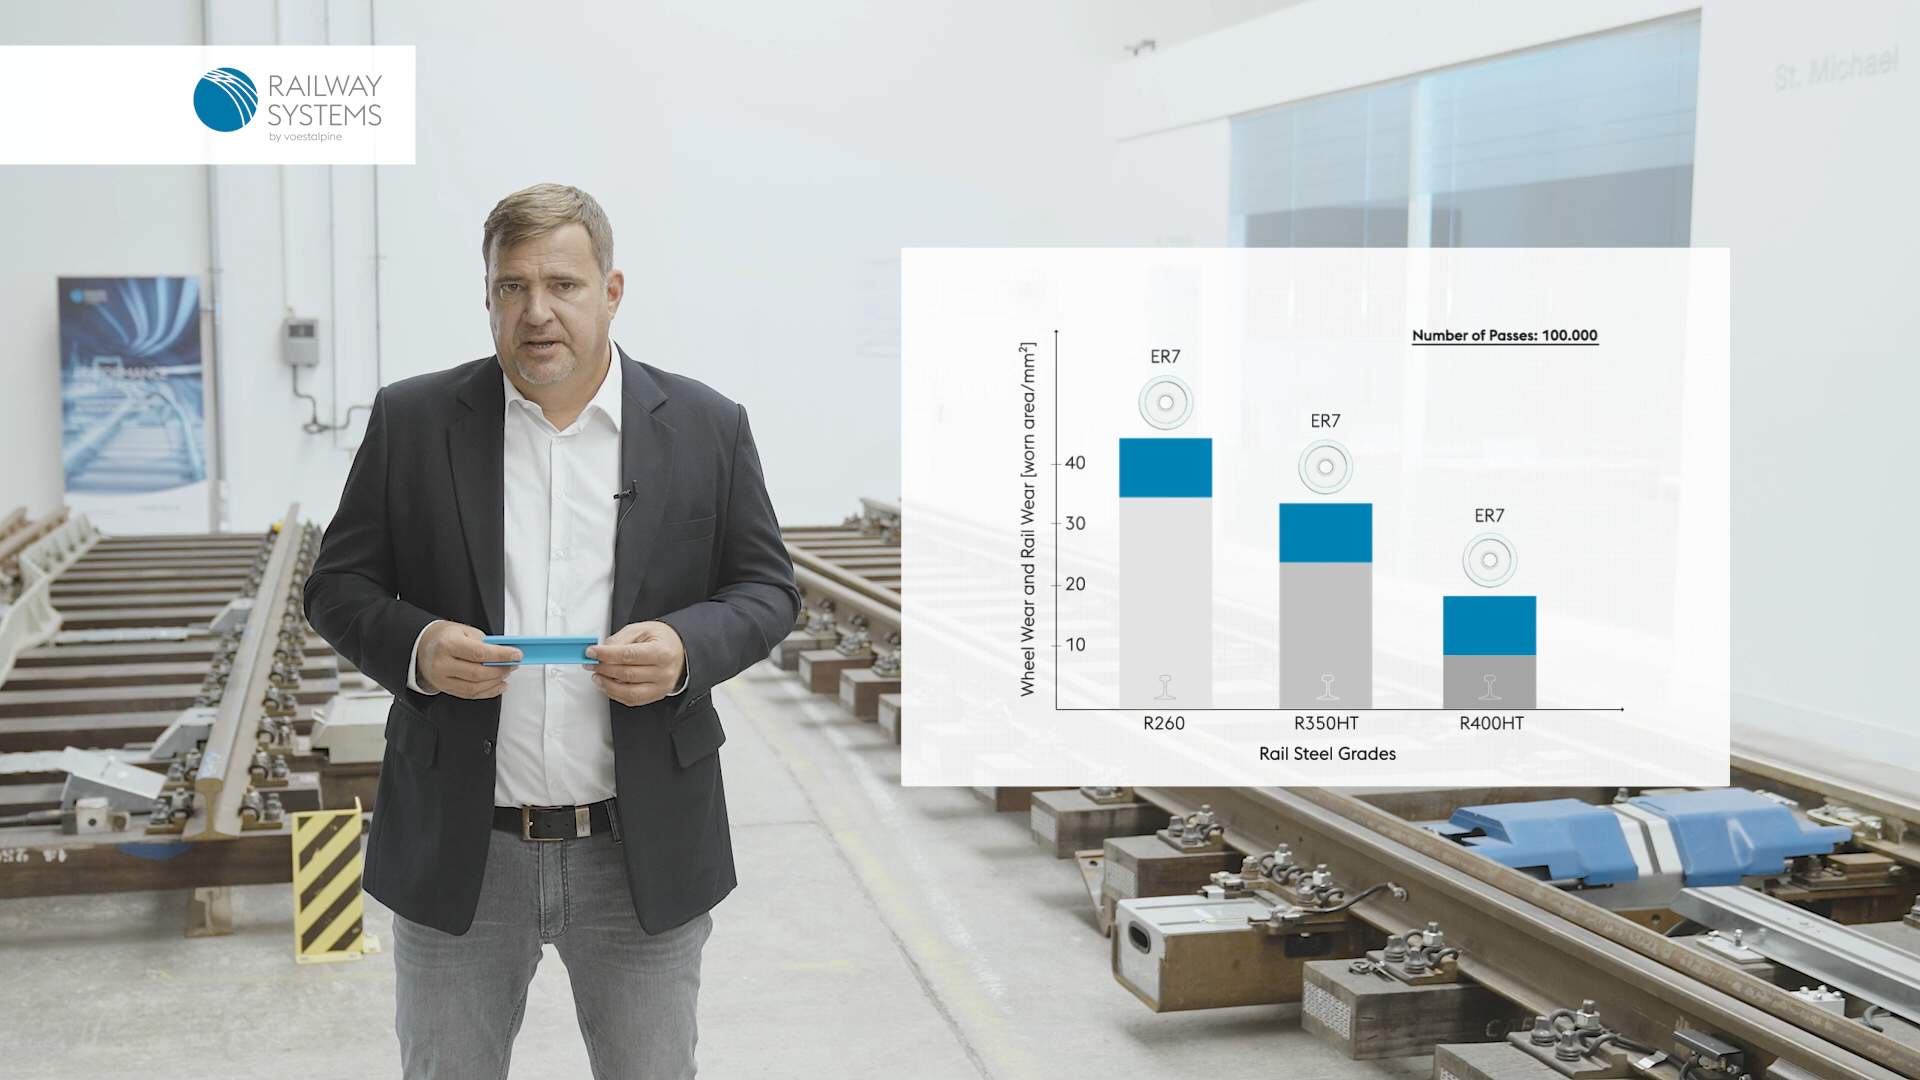 RAILWAY
SYSTEMS
by voestalpine
St. Michael
Number of Passes: 100.000
Wheel Wear and Rail Wear [worn area/mm²]
ER7
ER7
ER7
40
30
20
10
R260
R350HT
R400HT
Rail Steel Grades